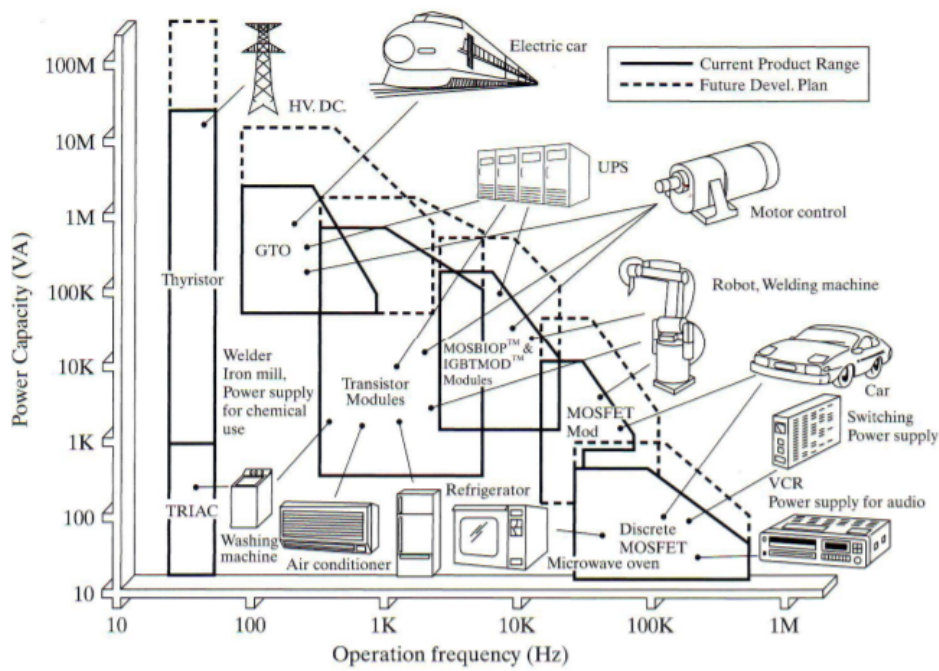 Electric car
Current Product Range
Future Devel. Plan
100M
HV. DC.
10M
UPS
1M
Motor control
GTO
Thyristor
100K
Robot, Welding machine
Power Capacity (VA)
MOSBIOP™ &
IGBTMOD™
Modules
10K
Welder
Iron mill,
Power supply
for chemical
use
Transistor
Modules
Car
MOSFET
Mod
Switching
Power supply
1K
VCR
Power supply for audio
Refrigerator
TRIAC
100
Discrete
MOSFET
Washing
machine
Air conditioner
Microwave oven
10
10
100
1K
10K
100K
1M
Operation frequency (Hz)